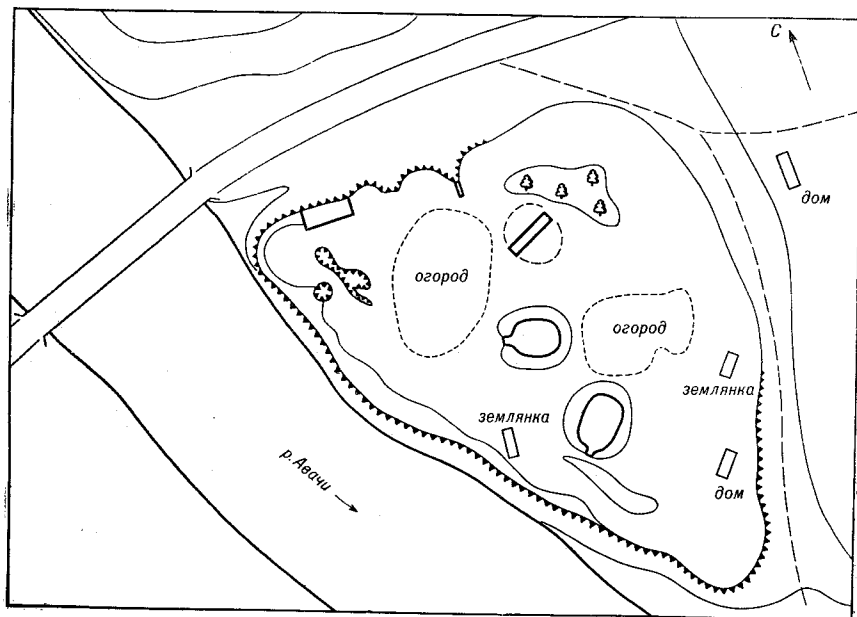 С
дом
огород
огород
землянка
землянка
р. Авачи
дом